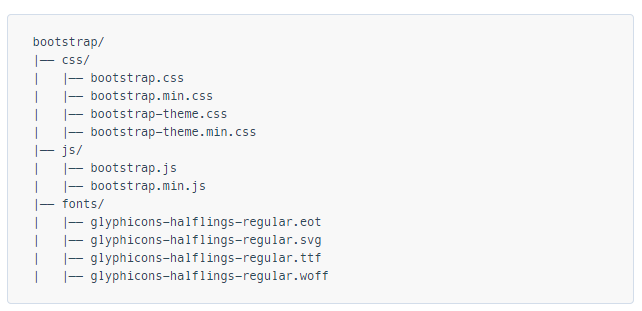 bootstrap/
|—— css/
|   |—— bootstrap.css
|   |—— bootstrap.min.css
|   |—— bootstrap-theme.css
|   |—— bootstrap-theme.min.css
|—— js/
|   |—— bootstrap.js
|   |—— bootstrap.min.js
|—— fonts/
|   |—— glyphicons-halflings-regular.eot
|   |—— glyphicons-halflings-regular.svg
|   |—— glyphicons-halflings-regular.ttf
|   |—— glyphicons-halflings-regular.woff